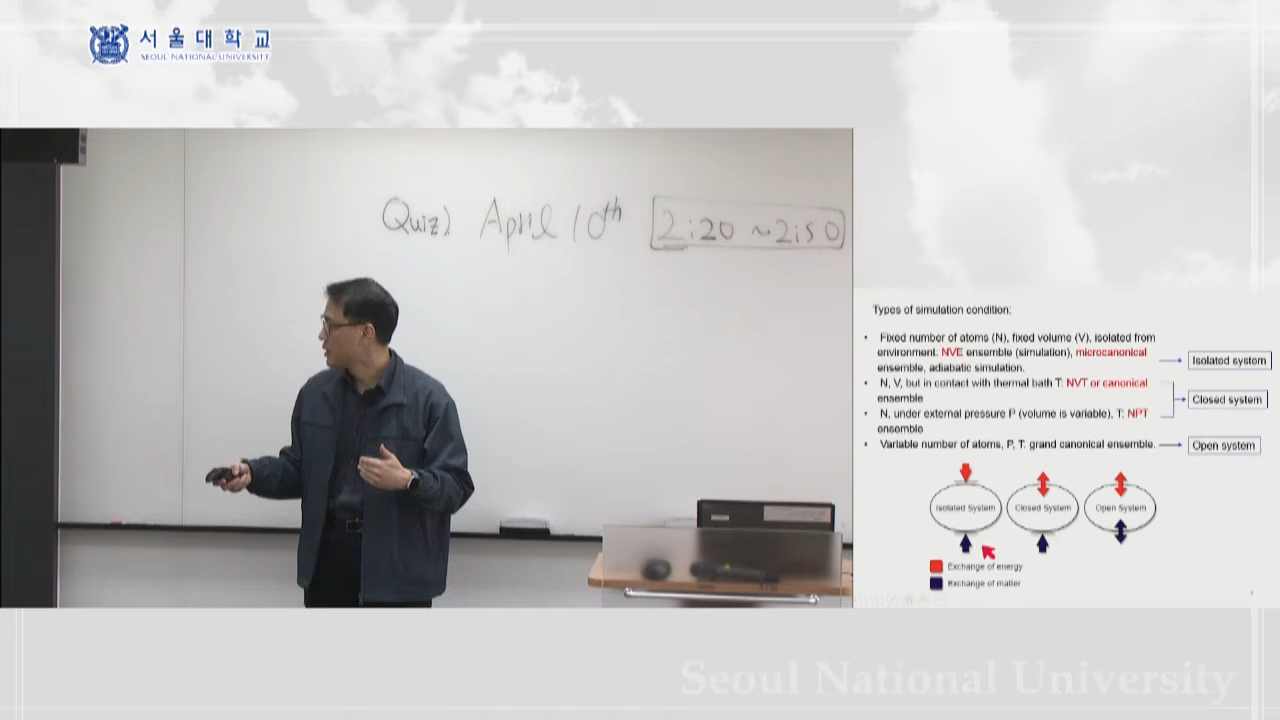 서울대학교
SEOUL NATIONAL UNIVERSITY
Quiz) April 10th 2:20 ~2:50
Types of simulation condition:
• Fixed number of atoms (N), fixed volume (V), isolated from
environment. NVE ensemble (simulation), microcanonical
ensemble, adiabatic simulation.
Isolated system
• N, V, but in contact with thermal bath T: NVT or canonical
ensemble
Closed system
• N, under external pressure P (volume is variable), T: NPT
ensemble
• Variable number of atoms, P, T: grand canonical ensemble.
Open system
Isolated System
Closed System
Open System
Exchange of energy
Exchange of matter
Seoul National University